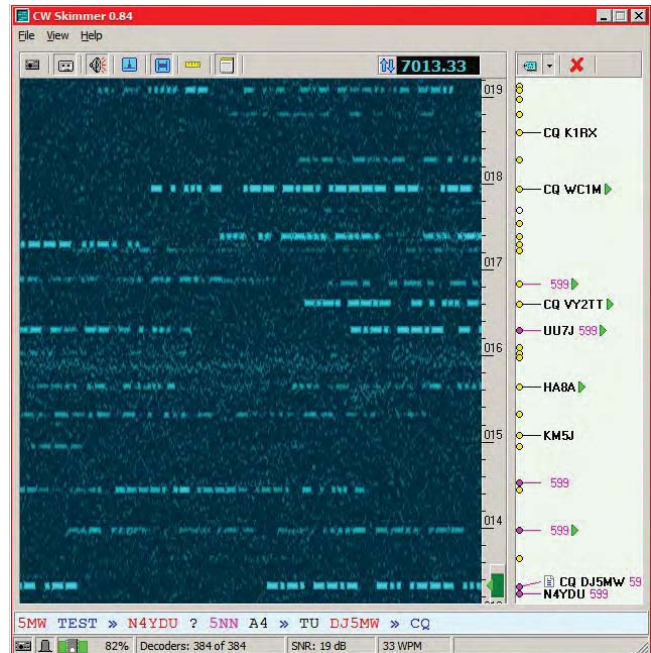 CW Skimmer 0.84
File View Help
7013.33
019
CQ K1RX
018
CQ WC1M
017
599
CQ VY2TT
UU7J 599
016
HA8A
015
KM5J
599
014
599
CQ DJ5MW 59
N4YDU 599
5MW TEST » N4YDU ? 5NN A4 » TU DJ5MW » CQ
82% Decoders: 384 of 384 SNR: 19 dB 33 WPM